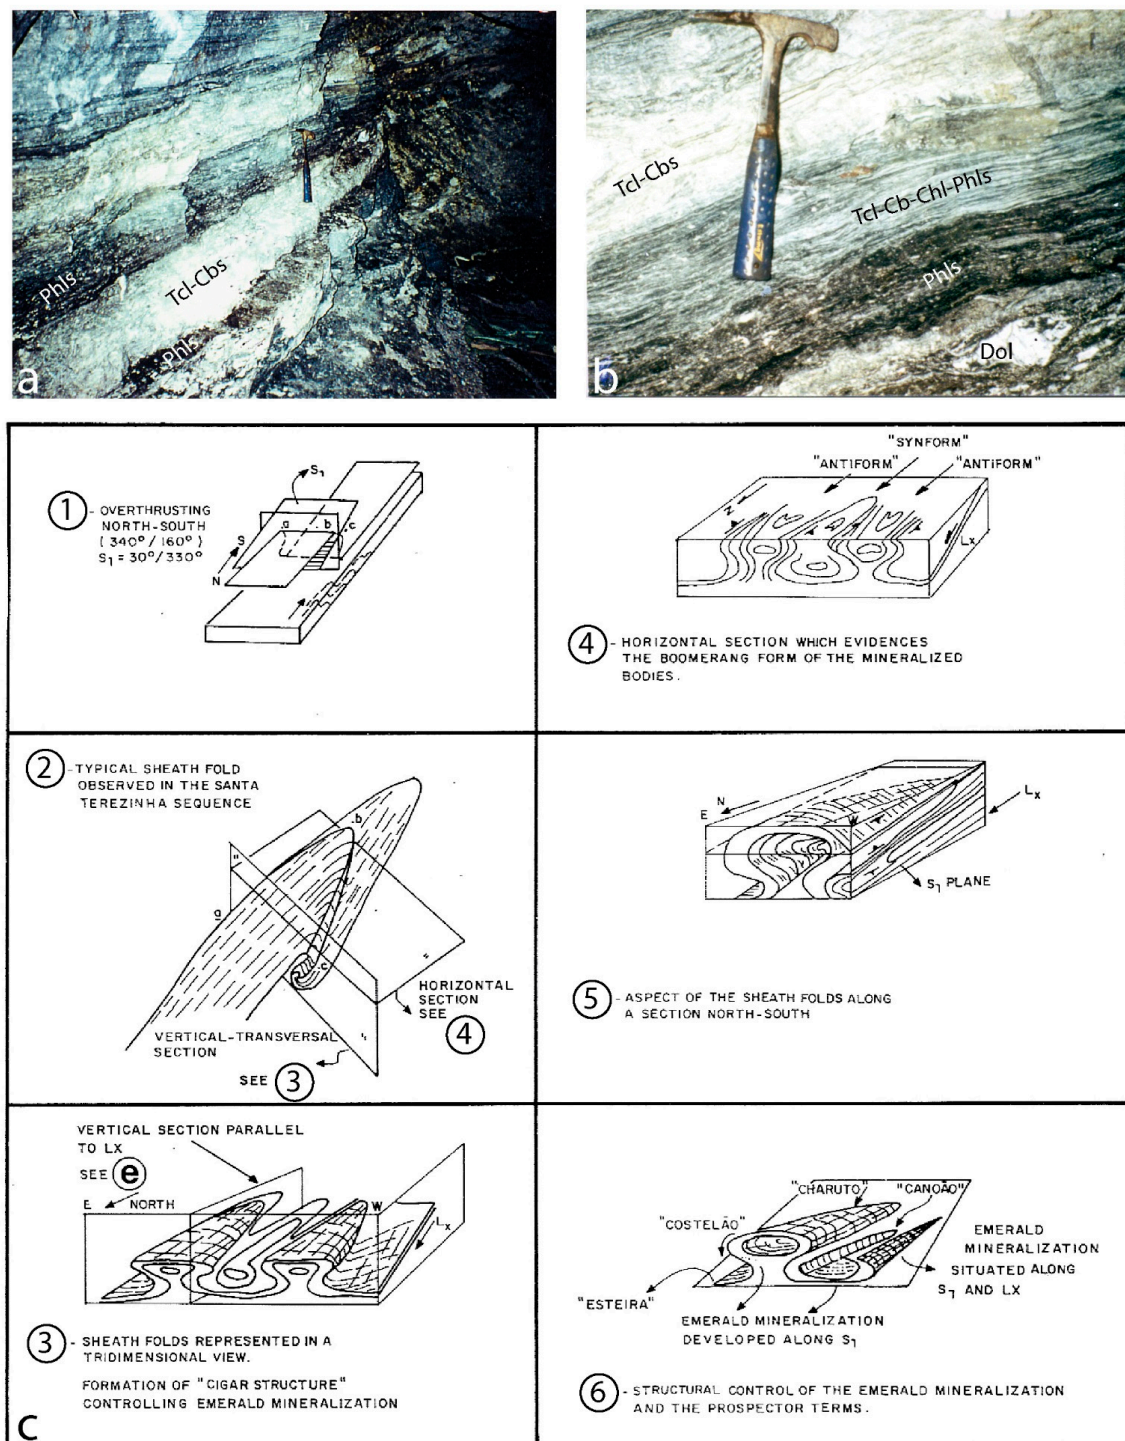 Phls
Tcl-Cbs
Phls
a
Tcl-Cbs
Tcl-Cb-Chl-Phls
Phls
Dol
b
1 - OVERTHRUSTING
NORTH-SOUTH
(340°/160°)
S1 = 30°/330°
S1
a
b
c
S
N
"SYNFORM"
"ANTIFORM"
"ANTIFORM"
N
Lx
4 - HORIZONTAL SECTION WHICH EVIDENCES
THE BOOMERANG FORM OF THE MINERALIZED
BODIES.
2 - TYPICAL SHEATH FOLD
OBSERVED IN THE SANTA
TEREZINHA SEQUENCE
b
a
c
HORIZONTAL
SECTION
SEE
4
VERTICAL-TRANSVERSAL
SECTION
SEE 3
N
E
W
Lx
S1 PLANE
5 - ASPECT OF THE SHEATH FOLDS ALONG
A SECTION NORTH-SOUTH
VERTICAL SECTION PARALLEL
TO LX
SEE e
E
NORTH
W
Lx
3 - SHEATH FOLDS REPRESENTED IN A
TRIDIMENSIONAL VIEW.
FORMATION OF "CIGAR STRUCTURE"
CONTROLLING EMERALD MINERALIZATION
c
"CHARUTO"
"CANOÃO"
"COSTELÃO"
EMERALD
MINERALIZATION
SITUATED ALONG
S1 AND LX
"ESTEIRA"
EMERALD MINERALIZATION
DEVELOPED ALONG S1
6 - STRUCTURAL CONTROL OF THE EMERALD MINERALIZATION
AND THE PROSPECTOR TERMS.